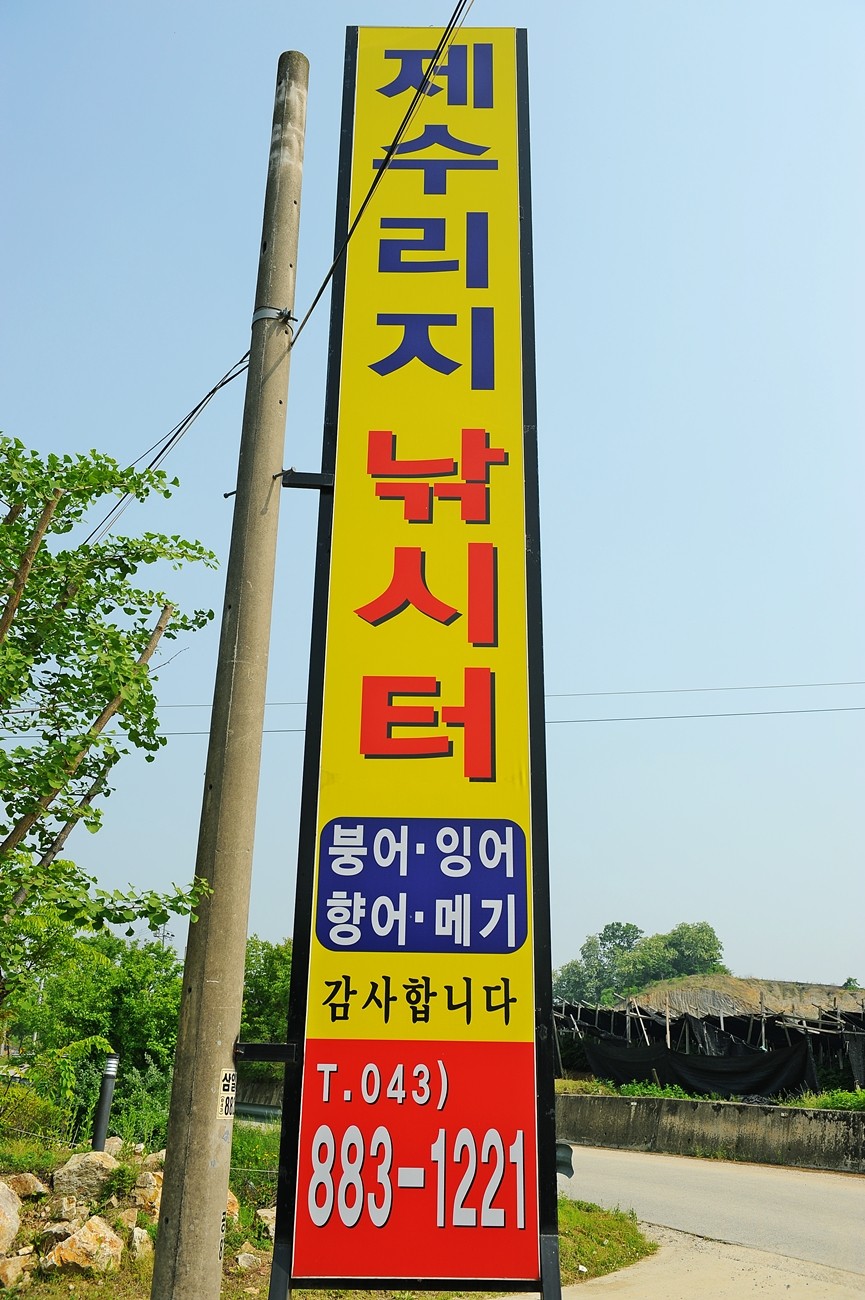 제수리지
낚시터
붕어·잉어
향어·메기
감사합니다
T.043)
883-1221